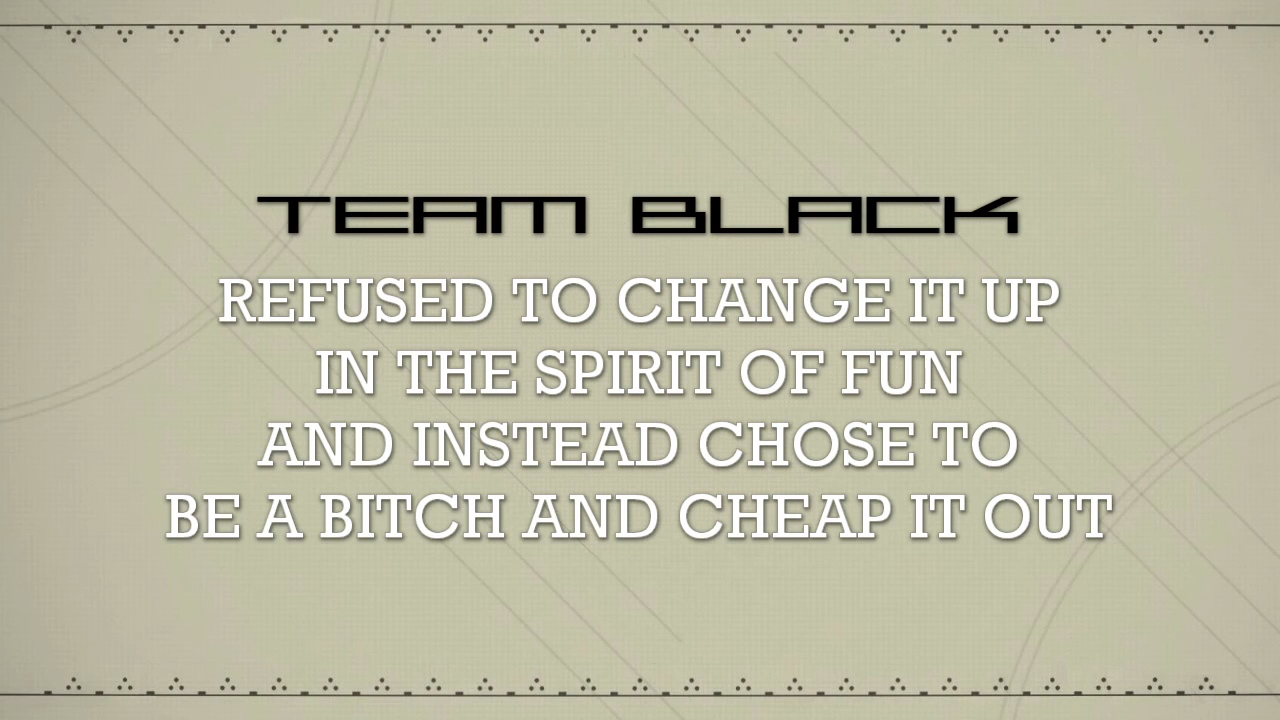 TEAM BLACK
REFUSED TO CHANGE IT UP
IN THE SPIRIT OF FUN
AND INSTEAD CHOSE TO
BE A BITCH AND CHEAP IT OUT